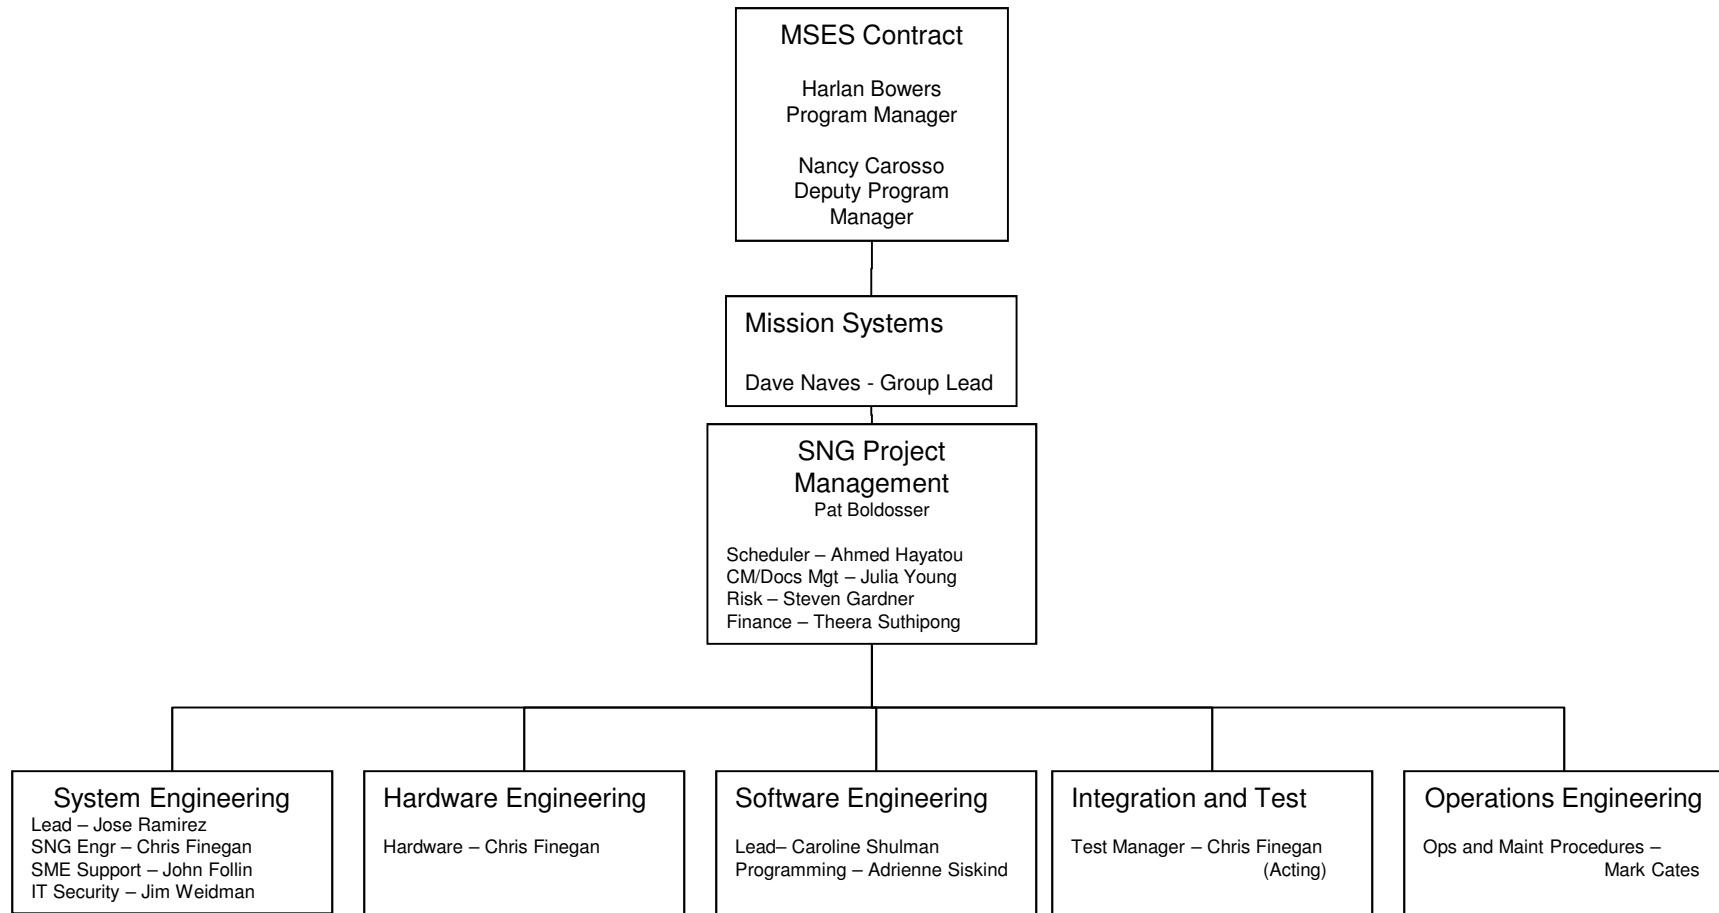 MSES Contract
Harlan Bowers
Program Manager
Nancy Carosso
Deputy Program
Manager
Mission Systems
Dave Naves - Group Lead
SNG Project
Management
Pat Boldosser
Scheduler – Ahmed Hayatou
CM/Docs Mgt – Julia Young
Risk – Steven Gardner
Finance – Theera Suthipong
System Engineering
Lead – Jose Ramirez
SNG Engr – Chris Finegan
SME Support – John Follin
IT Security – Jim Weidman
Hardware Engineering
Hardware – Chris Finegan
Software Engineering
Lead– Caroline Shulman
Programming – Adrienne Siskind
Integration and Test
Test Manager – Chris Finegan
(Acting)
Operations Engineering
Ops and Maint Procedures –
Mark Cates